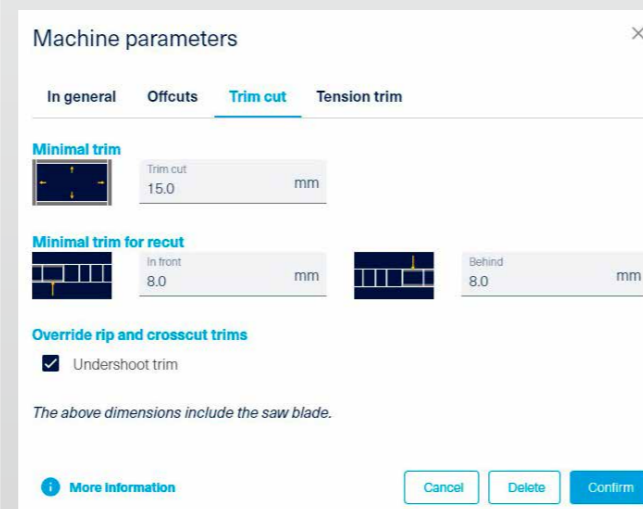 Machine parameters
In general Offcuts Trim cut Tension trim
Minimal trim
Trim cut
15.0 mm
Minimal trim for recut
In front
8.0 mm
Behind
8.0 mm
Override rip and crosscut trims
Undershoot trim
The above dimensions include the saw blade.
More information
Cancel Delete Confirm